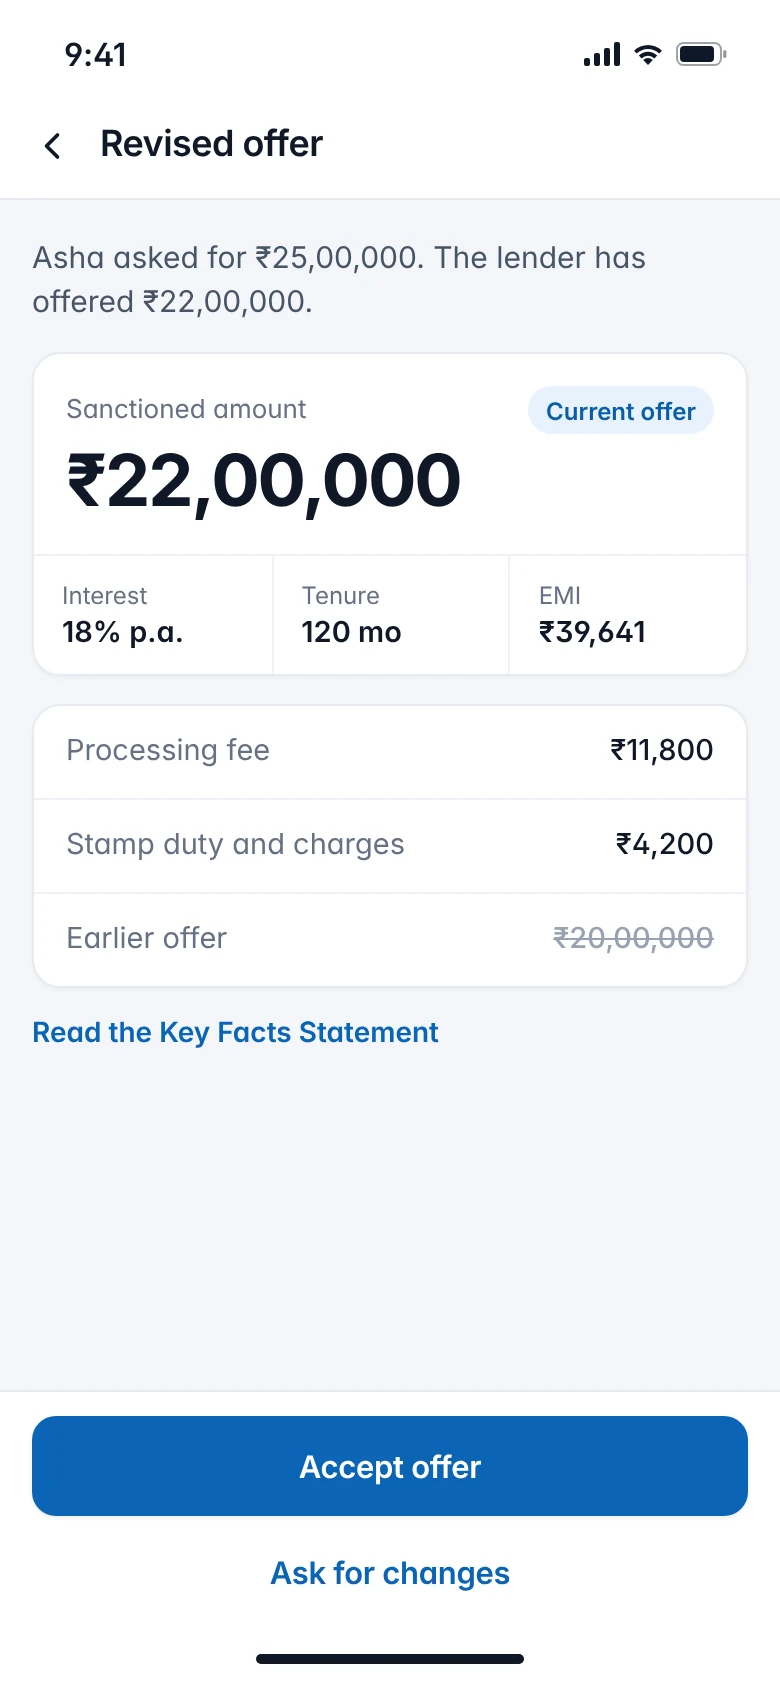 9:41
Revised offer
Asha asked for ₹25,00,000. The lender has
offered ₹22,00,000.
Sanctioned amount
Current offer
₹22,00,000
Interest
18% p.a.
Tenure
120 mo
EMI
₹39,641
Processing fee
₹11,800
Stamp duty and charges
₹4,200
Earlier offer
₹20,00,000
Read the Key Facts Statement
Accept offer
Ask for changes